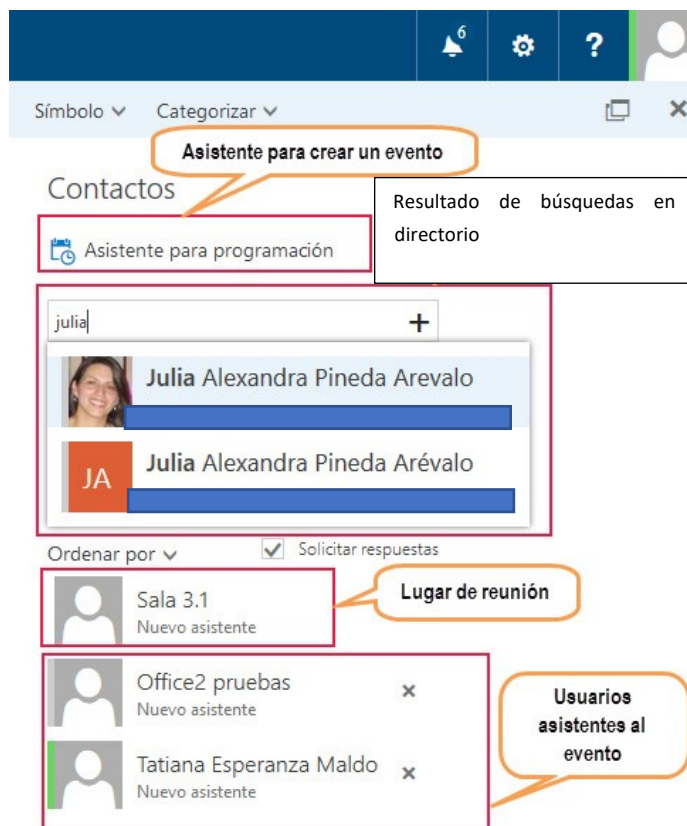 6
?
Símbolo Categorizar
Asistente para crear un evento
Contactos
Resultado de búsquedas en
directorio
Asistente para programación
julia
Julia Alexandra Pineda Arevalo
JA
Julia Alexandra Pineda Arévalo
Ordenar por
Solicitar respuestas
Sala 3.1
Nuevo asistente
Lugar de reunión
Office2 pruebas
Nuevo asistente
Usuarios
asistentes al
evento
Tatiana Esperanza Maldo
Nuevo asistente